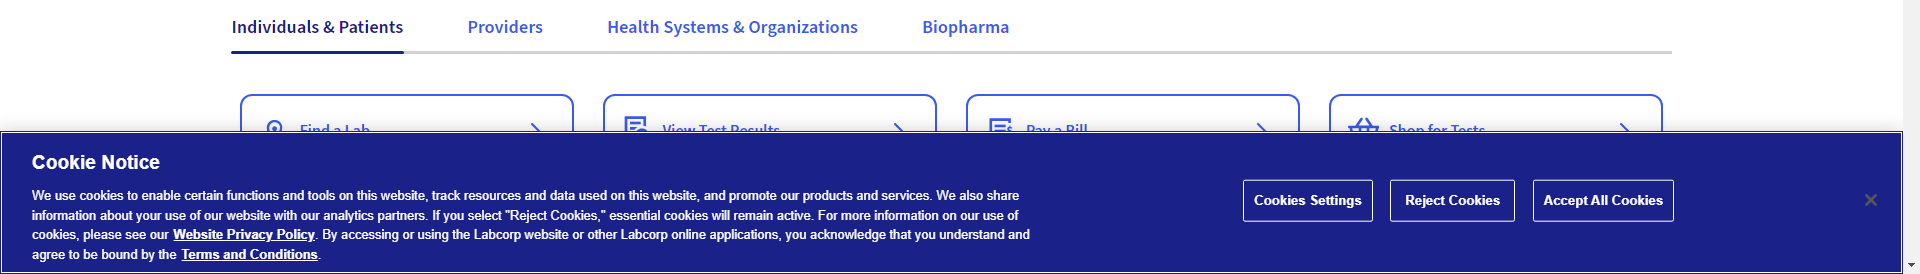 Individuals & Patients
Providers
Health Systems & Organizations
Biopharma
Find a Lab
View Test Results
Pay a Bill
Shop for Tests
Cookie Notice
We use cookies to enable certain functions and tools on this website, track resources and data used on this website, and promote our products and services. We also share
information about your use of our website with our analytics partners. If you select "Reject Cookies," essential cookies will remain active. For more information on our use of
cookies, please see our Website Privacy Policy. By accessing or using the Labcorp website or other Labcorp online applications, you acknowledge that you understand and
agree to be bound by the Terms and Conditions.
Cookies Settings
Reject Cookies
Accept All Cookies